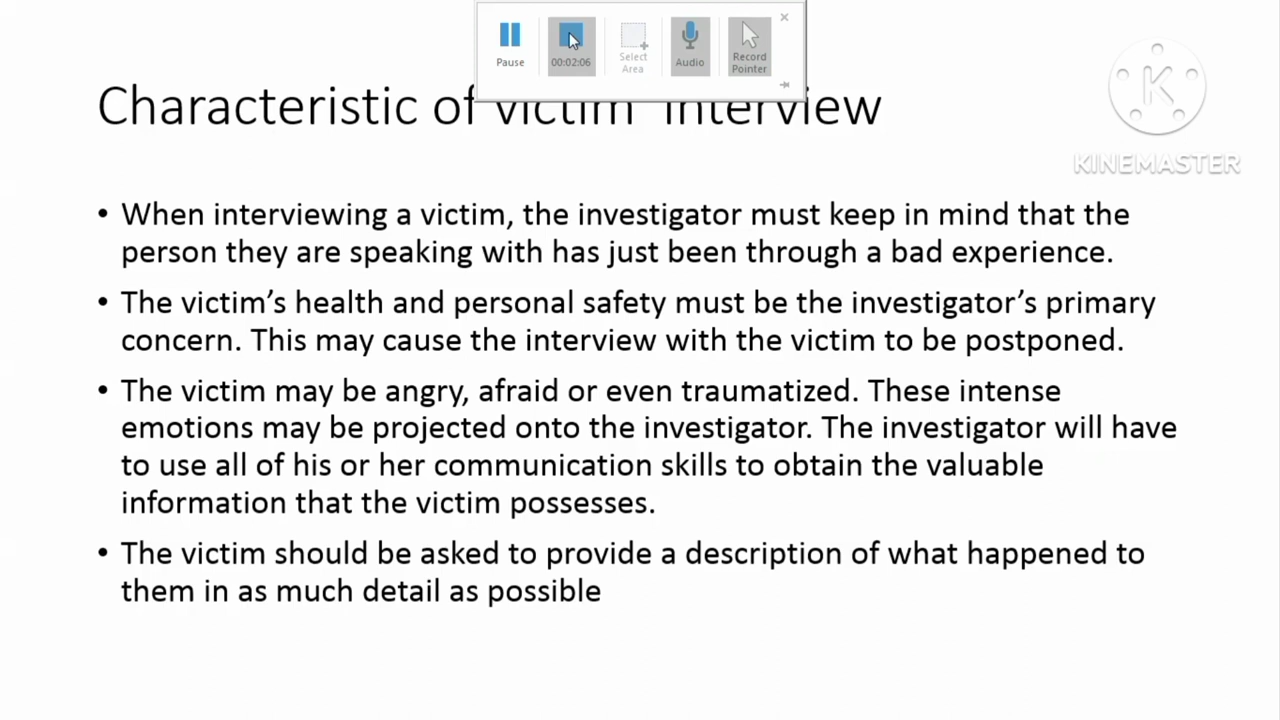 Pause
00:02:06
Select
Area
Audio
Record
Pointer
Characteristic of victim interview
K
KINEMASTER
• When interviewing a victim, the investigator must keep in mind that the
person they are speaking with has just been through a bad experience.
• The victim’s health and personal safety must be the investigator’s primary
concern. This may cause the interview with the victim to be postponed.
• The victim may be angry, afraid or even traumatized. These intense
emotions may be projected onto the investigator. The investigator will have
to use all of his or her communication skills to obtain the valuable
information that the victim possesses.
• The victim should be asked to provide a description of what happened to
them in as much detail as possible